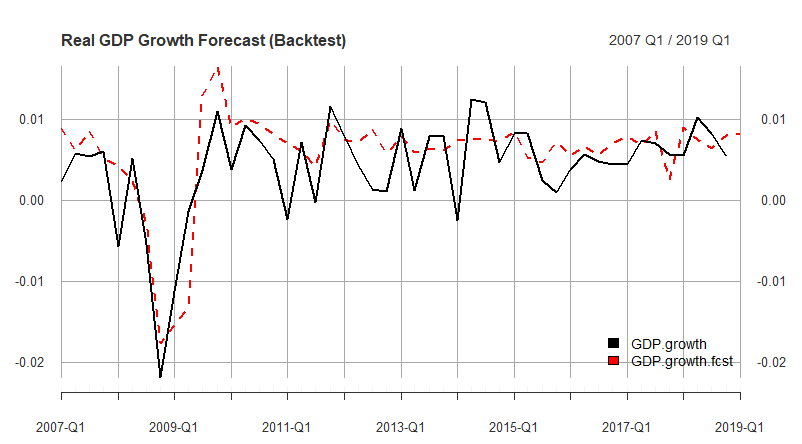 Real GDP Growth Forecast (Backtest) 2007 Q1 / 2019 Q1
0.01 0.01
0.00 0.00
-0.01 -0.01
-0.02 -0.02
GDP.growth
GDP.growth.fcst
2007-Q1 2009-Q1 2011-Q1 2013-Q1 2015-Q1 2017-Q1 2019-Q1